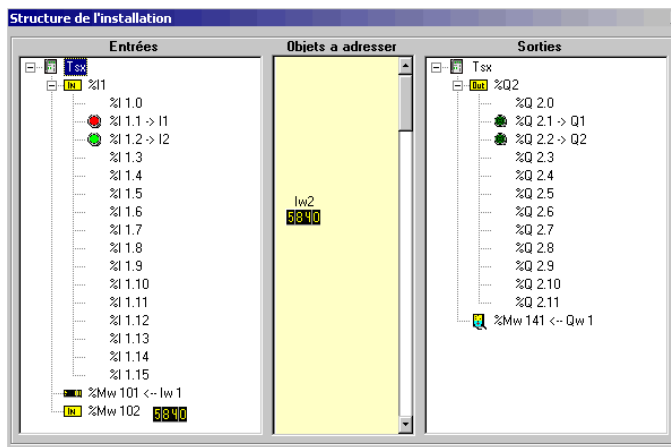 Structure de l'installation
Entrées
Tsx
%I1
%I 1.0
%I 1.1 -> I1
%I 1.2 -> I2
%I 1.3
%I 1.4
%I 1.5
%I 1.6
%I 1.7
%I 1.8
%I 1.9
%I 1.10
%I 1.11
%I 1.12
%I 1.13
%I 1.14
%I 1.15
%Mw 101 <-- Iw 1
IN %Mw 102 5840
Objets a adresser
Iw2
5840
Sorties
Tsx
Out %Q2
%Q 2.0
%Q 2.1 -> Q1
%Q 2.2 -> Q2
%Q 2.3
%Q 2.4
%Q 2.5
%Q 2.6
%Q 2.7
%Q 2.8
%Q 2.9
%Q 2.10
%Q 2.11
%Mw 141 <-- Qw 1